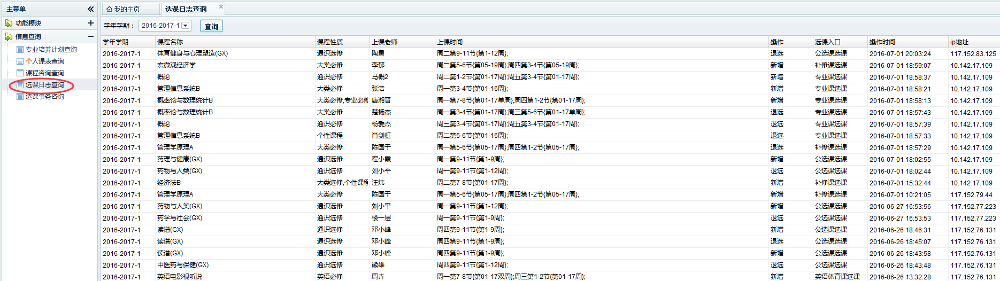 主菜单
功能模块
信息查询
专业培养计划查询
个人课表查询
课程咨询查询
选课日志查询
选课事务咨询
我的主页 选课日志查询
学年学期： 2016-2017-1 查询
学年学期 课程名称 课程性质 上课老师 上课时间 操作 选课入口 操作时间 ip地址
2016-2017-1 体育健身与心理塑造(GX) 通识选修 陶勇 周二第9-11节{第1-12周}; 退选 公选课选课 2016-07-01 20:03:24 117.152.83.125
2016-2017-1 宏微观经济学 大类必修 李郁 周二第5-6节{第05-19周};周四第3-4节{第05-19周}; 新增 补修课选课 2016-07-01 18:59:07 10.142.17.109
2016-2017-1 概论 通识必修 马概2 周二第1-2节{第01-17周};周五第3-4节{第01-17周}; 新增 专业课选课 2016-07-01 18:58:37 10.142.17.109
2016-2017-1 管理信息系统B 大类必修 张浩 周一第3-4节{第01-16周}; 新增 专业课选课 2016-07-01 18:58:21 10.142.17.109
2016-2017-1 概率论与数理统计B 大类必修,专业必修 唐湘晋 周一第7-8节{第01-17单周};周四第1-2节{第01-17周}; 新增 专业课选课 2016-07-01 18:58:13 10.142.17.109
2016-2017-1 概率论与数理统计B 大类必修 楚杨杰 周一第3-4节{第01-17周};周三第5-6节{第01-17单周}; 退选 专业课选课 2016-07-01 18:57:43 10.142.17.109
2016-2017-1 概论 通识必修 杨爱杰 周三第3-4节{第01-17周};周五第3-4节{第01-17周}; 退选 专业课选课 2016-07-01 18:57:39 10.142.17.109
2016-2017-1 管理信息系统B 个性课程 肖剑虹 周二第5-6节{第01-16周}; 退选 专业课选课 2016-07-01 18:57:33 10.142.17.109
2016-2017-1 管理学原理A 大类必修 陈国干 周一第5-6节{第05-17周};周四第1-2节{第05-17周}; 退选 补修课选课 2016-07-01 18:57:29 10.142.17.109
2016-2017-1 药理与健康(GX) 通识选修 程小霞 周一第9-11节{第1-9周}; 新增 公选课选课 2016-07-01 18:02:55 10.142.17.109
2016-2017-1 药物与人类(GX) 通识选修 刘小平 周一第9-11节{第1-12周}; 退选 公选课选课 2016-07-01 18:02:44 10.142.17.109
2016-2017-1 经济法B 大类选修,个性课程 汪炜 周二第7-8节{第01-17周}; 新增 补修课选课 2016-07-01 15:32:44 10.142.17.109
2016-2017-1 管理学原理A 大类必修 陈国干 周一第5-6节{第05-17周};周四第1-2节{第05-17周}; 新增 补修课选课 2016-07-01 10:21:05 117.152.79.44
2016-2017-1 药物与人类(GX) 通识选修 刘小平 周一第9-11节{第1-12周}; 新增 公选课选课 2016-06-27 16:53:56 117.152.77.223
2016-2017-1 药学与社会(GX) 通识选修 楼一层 周一第9-11节{第1-9周}; 退选 公选课选课 2016-06-27 16:53:53 117.152.77.223
2016-2017-1 读谱(GX) 通识选修 邓小峰 周四第9-11节{第1-9周}; 新增 公选课选课 2016-06-26 18:46:31 117.152.76.131
2016-2017-1 读谱(GX) 通识选修 邓小峰 周四第9-11节{第1-9周}; 退选 公选课选课 2016-06-26 18:45:07 117.152.76.131
2016-2017-1 读谱(GX) 通识选修 邓小峰 周四第9-11节{第1-9周}; 新增 公选课选课 2016-06-26 18:43:58 117.152.76.131
2016-2017-1 中医药与保健(GX) 通识选修 熊雄 周四第9-11节{第1-12周}; 退选 公选课选课 2016-06-26 18:43:48 117.152.76.131
2016-2017-1 英语电影视听说 英语必修 周卉 周一第7-8节{第01-17双周};周三第1-2节{第01-17周}; 新增 英语体育课选课 2016-06-26 13:32:28 117.152.76.131